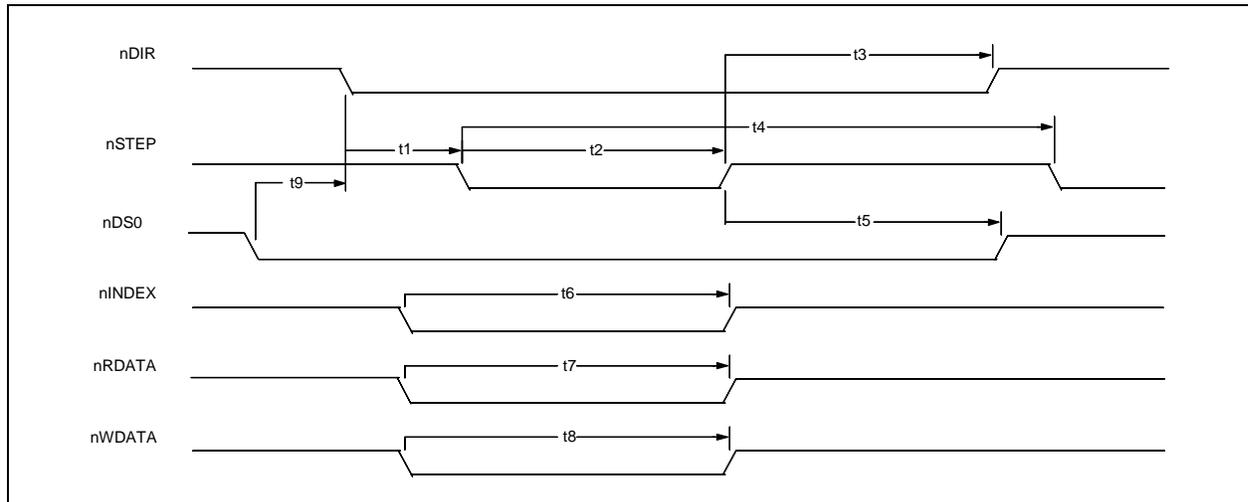 nDIR
t3
t4
nSTEP
t1
t2
t9
nDS0
t5
nINDEX
t6
nRDATA
t7
nWDATA
t8